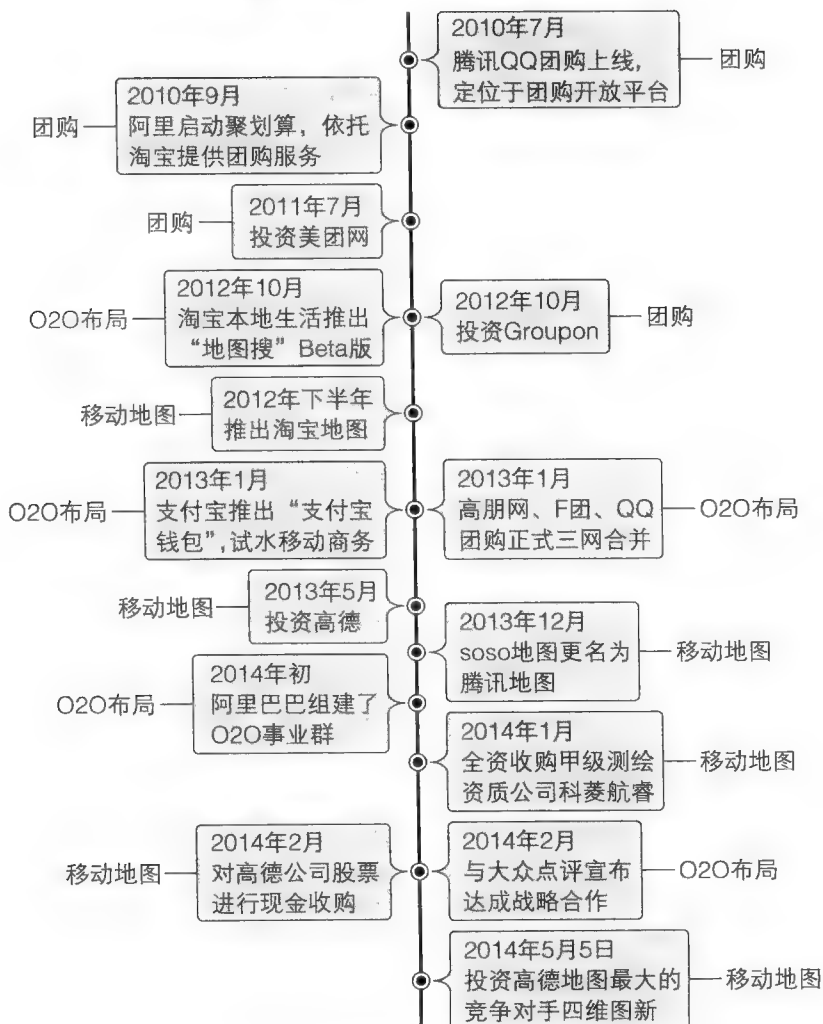 2010年7月
腾讯QQ团购上线,
定位于团购开放平台
团购
2010年9月
阿里启动聚划算，依托
淘宝提供团购服务
团购
2011年7月
投资美团网
团购
2012年10月
淘宝本地生活推出
“地图搜”Beta版
O2O布局
2012年10月
投资Groupon
团购
2012年下半年
推出淘宝地图
移动地图
2013年1月
支付宝推出“支付宝
钱包”,试水移动商务
O2O布局
2013年1月
高朋网、F团、QQ
团购正式三网合并
O2O布局
2013年5月
投资高德
移动地图
2013年12月
soso地图更名为
腾讯地图
移动地图
2014年初
阿里巴巴组建了
O2O事业群
O2O布局
2014年1月
全资收购甲级测绘
资质公司科菱航睿
移动地图
2014年2月
对高德公司股票
进行现金收购
移动地图
2014年2月
与大众点评宣布
达成战略合作
O2O布局
2014年5月5日
投资高德地图最大的
竞争对手四维图新
移动地图